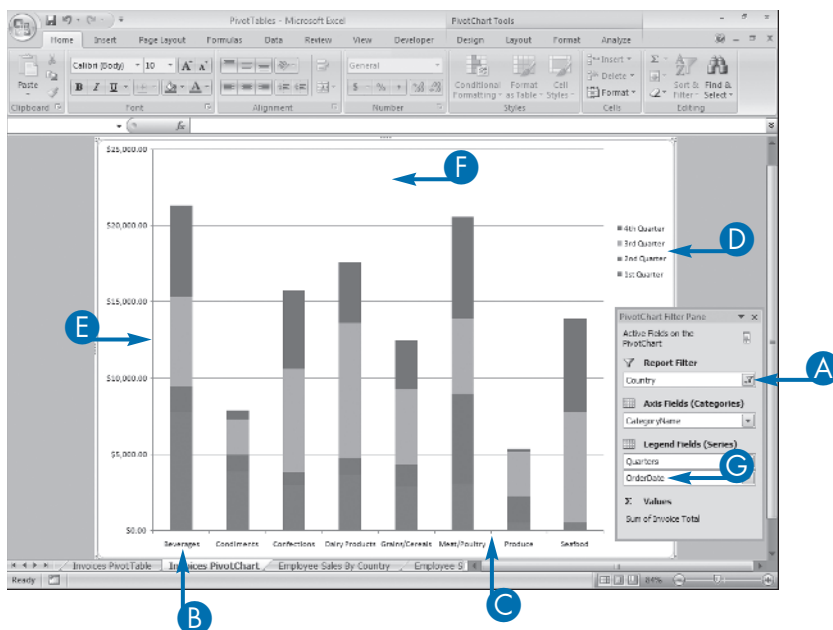 PivotTables - Microsoft Excel
PivotChart Tools
Home Insert Page Layout Formulas Data Review View Developer Design Layout Format Analyze
Paste
Calibri (Body) 10 A A
B I U A
General
$ % ,
Conditional Formatting
Format as Table
Cell Styles
Insert
Delete
Format
Σ
Sort & Filter
Find & Select
Clipboard Font Alignment Number Styles Cells Editing
fx
$25,000.00
$20,000.00
$15,000.00
$10,000.00
$5,000.00
$0.00
Beverages Condiments Confections Dairy Products Grains/Cereals Meat/Poultry Produce Seafood
4th Quarter
3rd Quarter
2nd Quarter
1st Quarter
F
D
E
PivotChart Filter Pane
Active Fields on the
PivotChart
Report Filter
Country
A
Axis Fields (Categories)
CategoryName
Legend Fields (Series)
Quarters
G
OrderDate
Σ Values
Sum of Invoice Total
Invoices PivotTable Invoices PivotChart Employee Sales By Country Employee S
Ready
84%
B
C